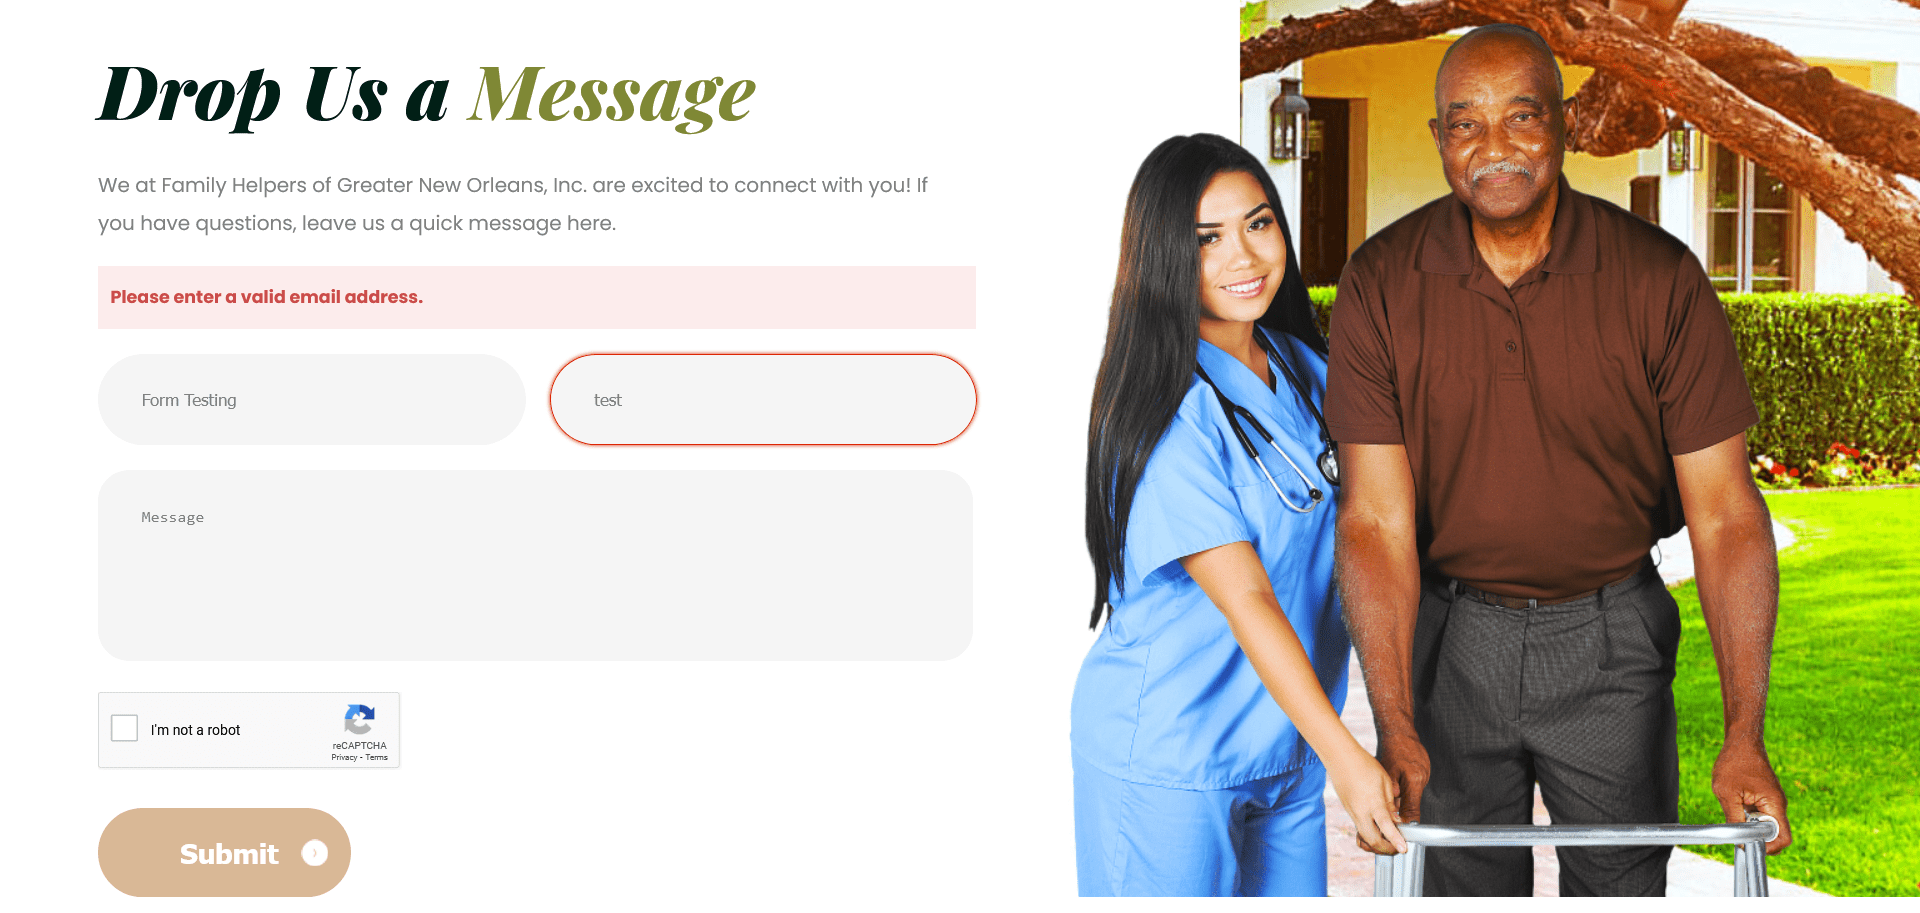 Drop Us a Message
We at Family Helpers of Greater New Orleans, Inc. are excited to connect with you! If
you have questions, leave us a quick message here.
Please enter a valid email address.
Form Testing
test
Message
I'm not a robot
reCAPTCHA
Privacy - Terms
Submit